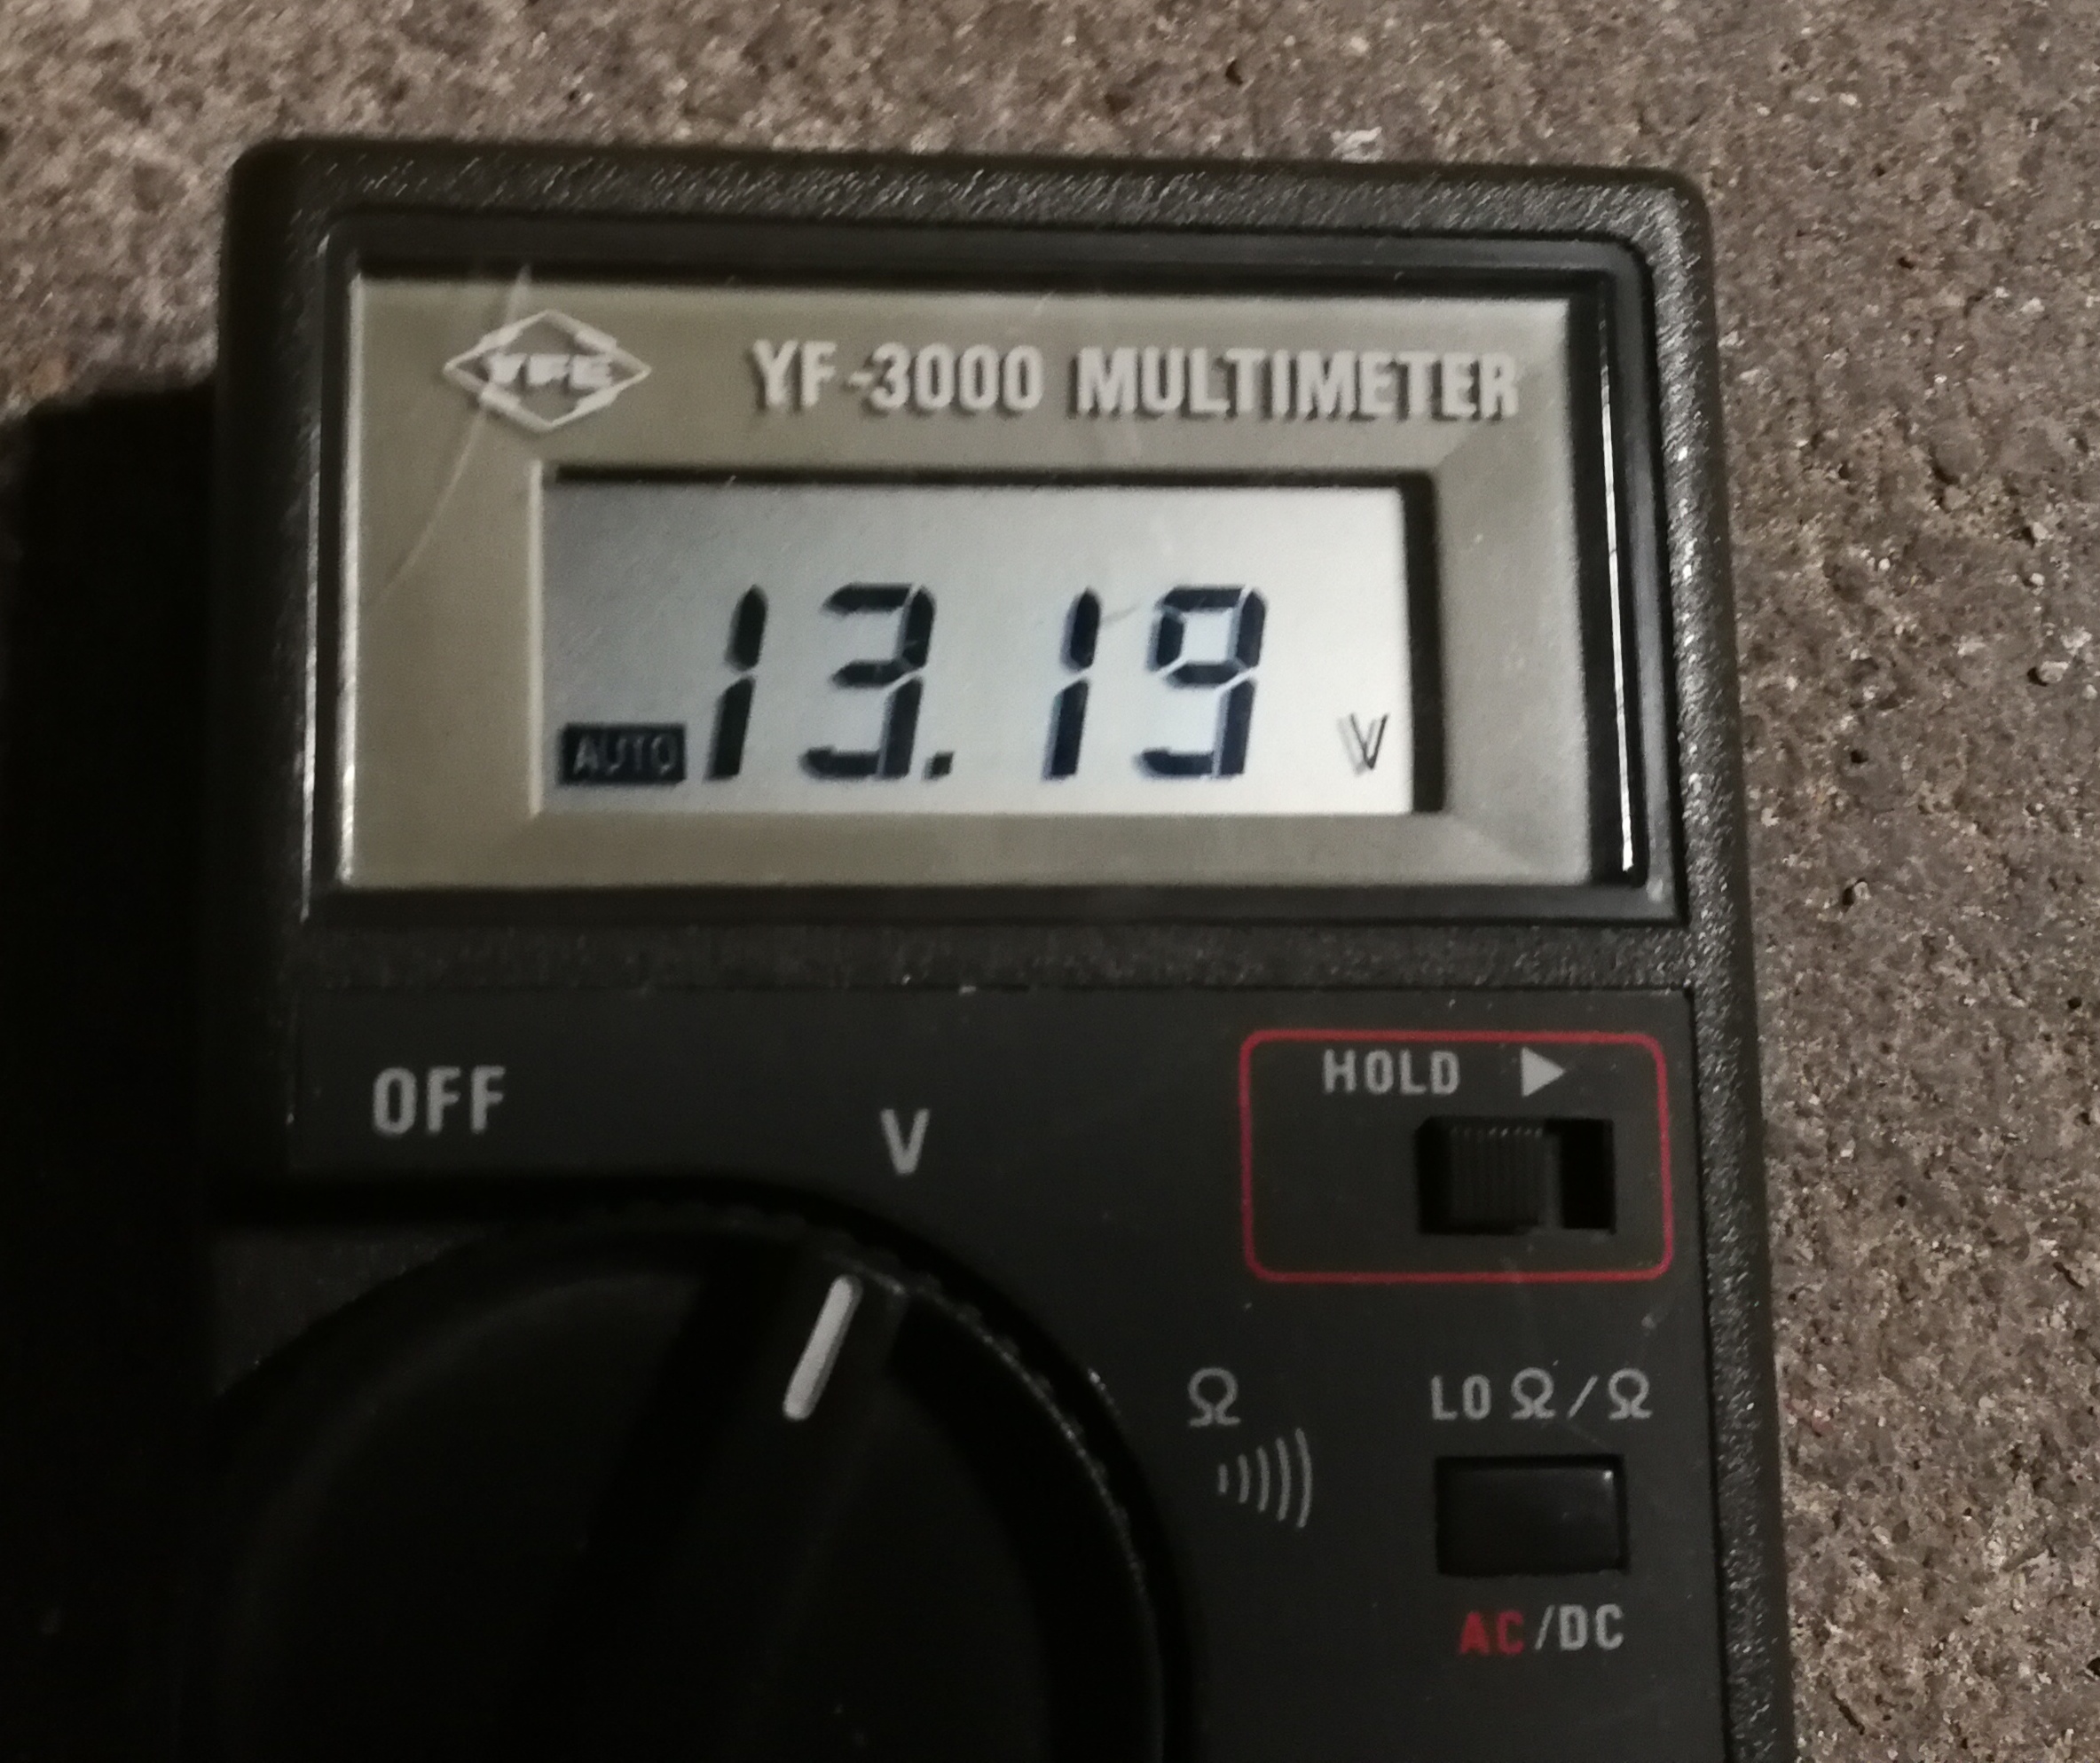 YFE
YF-3000 MULTIMETER
13.19 V
AUTO
OFF
V
HOLD ▶
Ω
LO Ω/Ω
AC/DC